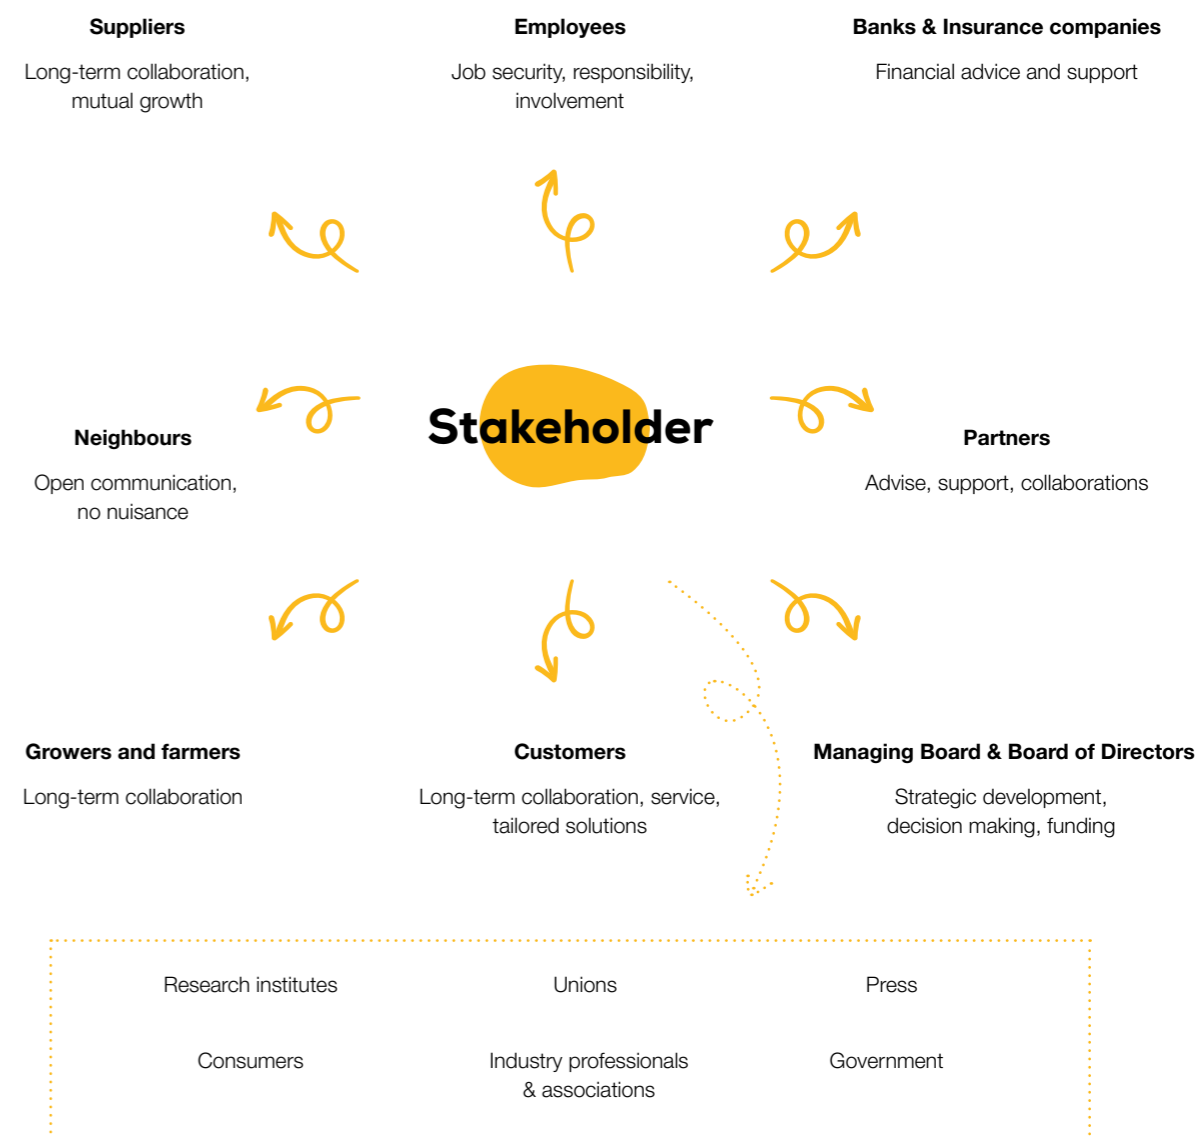 Suppliers
Long-term collaboration,
mutual growth
Employees
Job security, responsibility,
involvement
Banks & Insurance companies
Financial advice and support
Stakeholder
Neighbours
Open communication,
no nuisance
Partners
Advise, support, collaborations
Growers and farmers
Long-term collaboration
Customers
Long-term collaboration, service,
tailored solutions
Managing Board & Board of Directors
Strategic development,
decision making, funding
Research institutes
Unions
Press
Consumers
Industry professionals
& associations
Government